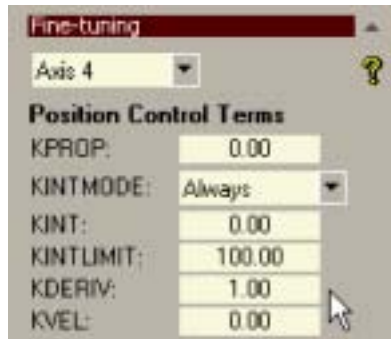 Fine-tuning
Axis 4
Position Control Terms
KPROP: 0.00
KINTMODE: Always
KINT: 0.00
KINTLIMIT: 100.00
KDERIV: 1.00
KVEL: 0.00